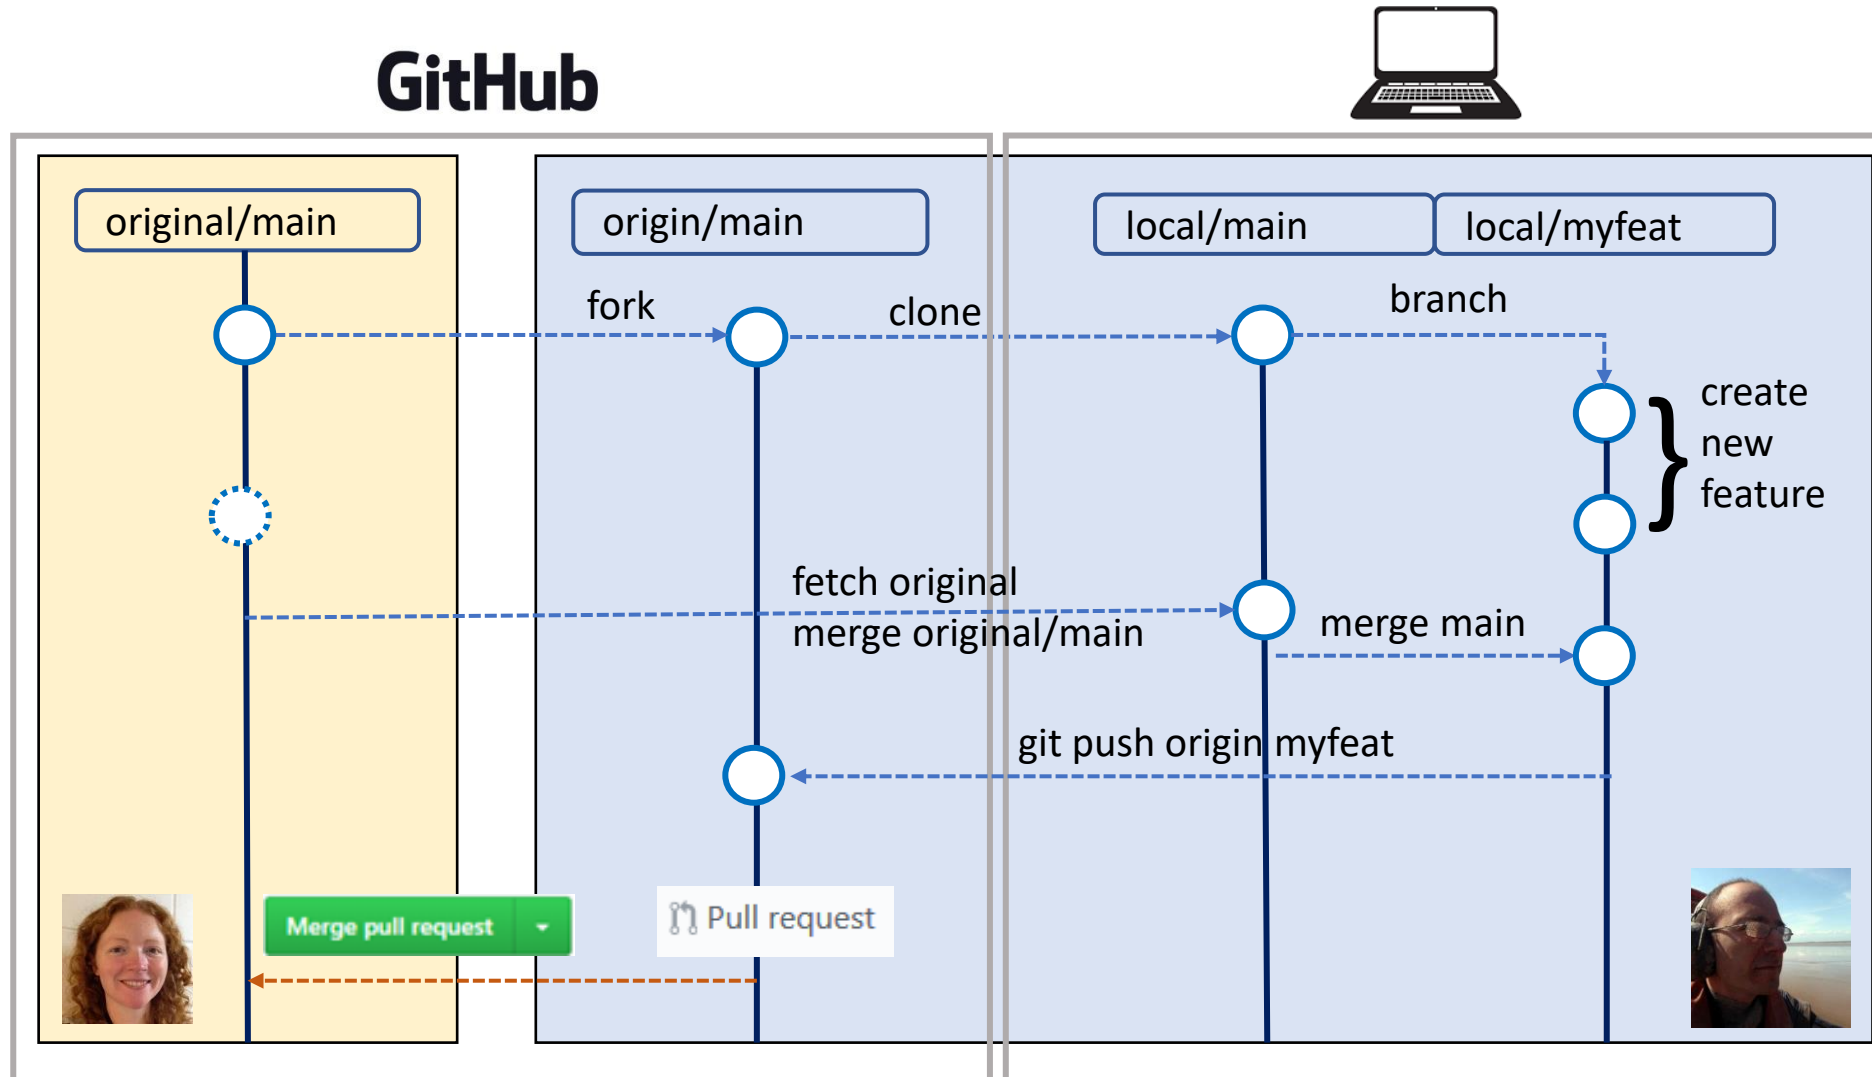 GitHub
original/main
origin/main
local/main
local/myfeat
fork
clone
branch
create
new
feature
fetch original
merge original/main
merge main
git push origin myfeat
Merge pull request
Pull request